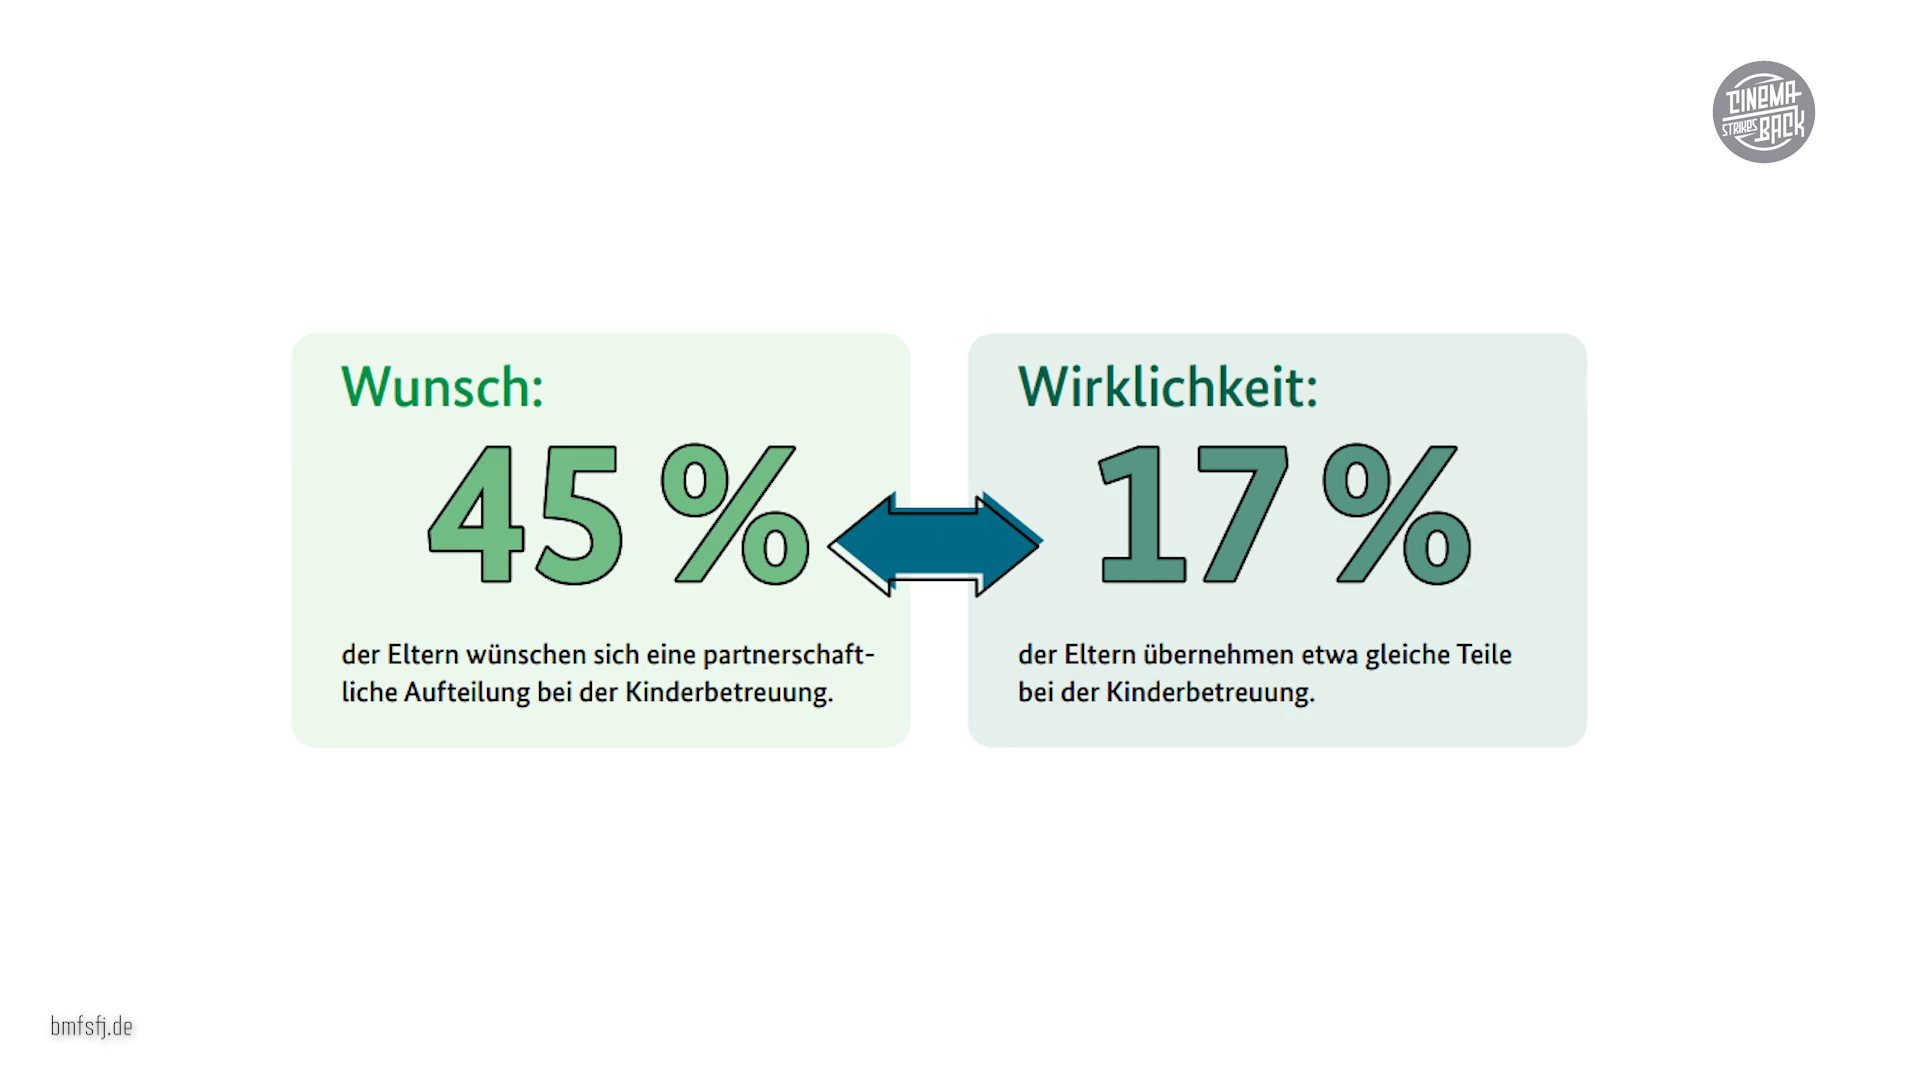 CINEMA
STRIKES BACK
Wunsch:
45 %
der Eltern wünschen sich eine partnerschaft-
liche Aufteilung bei der Kinderbetreuung.
Wirklichkeit:
17 %
der Eltern übernehmen etwa gleiche Teile
bei der Kinderbetreuung.
bmfsfj.de